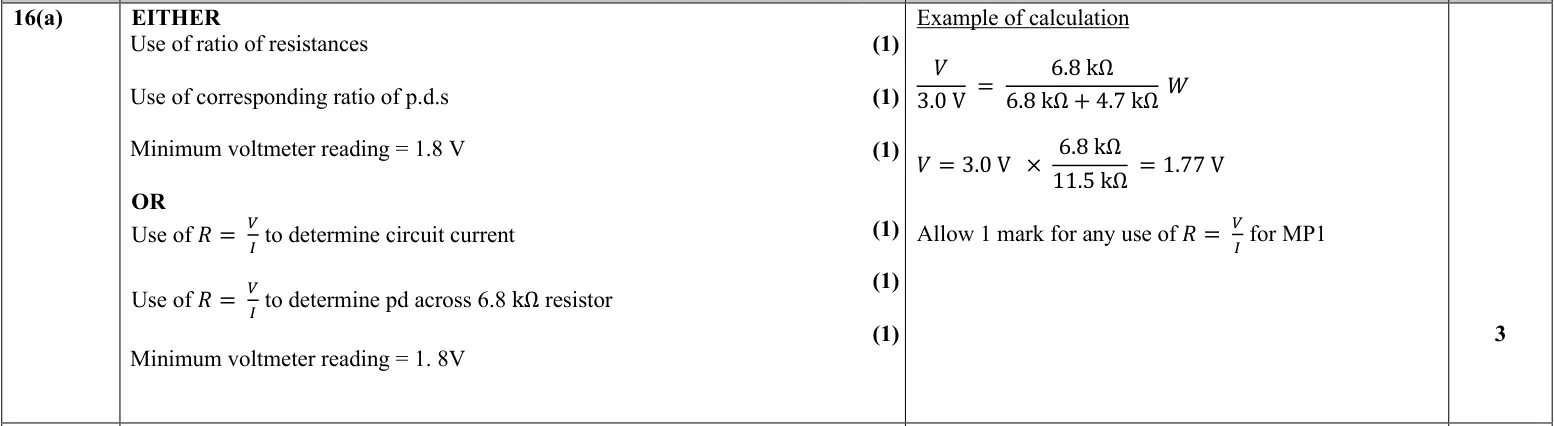 16(a)
EITHER
Use of ratio of resistances (1)
Use of corresponding ratio of p.d.s (1)
Minimum voltmeter reading = 1.8 V (1)
OR
Use of R = V/I to determine circuit current (1)
Use of R = V/I to determine pd across 6.8 kΩ resistor (1)
Minimum voltmeter reading = 1. 8V (1)
Example of calculation
V/3.0 V = 6.8 kΩ/6.8 kΩ + 4.7 kΩ W
V = 3.0 V × 6.8 kΩ/11.5 kΩ = 1.77 V
Allow 1 mark for any use of R = V/I for MP1
3